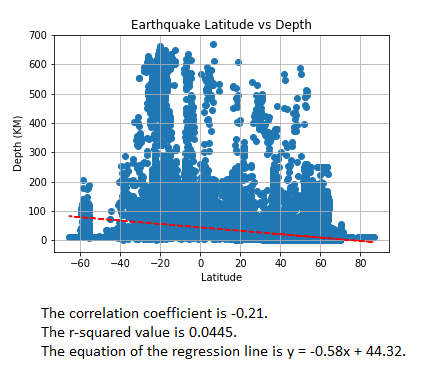 Earthquake Latitude vs Depth
700
600
500
400
300
200
100
0
Depth (KM)
−60 −40 −20 0 20 40 60 80
Latitude
The correlation coefficient is -0.21.
The r-squared value is 0.0445.
The equation of the regression line is y = -0.58x + 44.32.